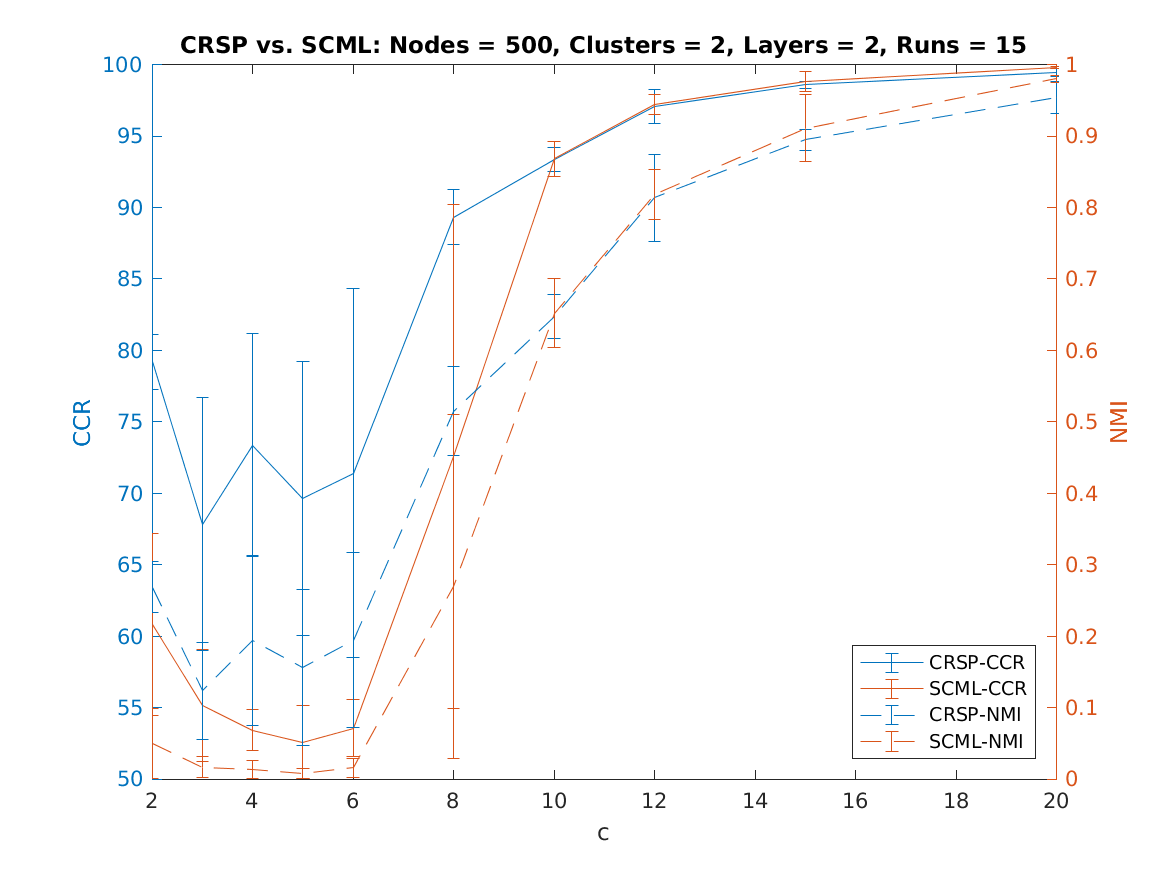 CRSP vs. SCML: Nodes = 500, Clusters = 2, Layers = 2, Runs = 15
100
95
90
85
80
75
70
65
60
55
50
CCR
1
0.9
0.8
0.7
0.6
0.5
0.4
0.3
0.2
0.1
0
NMI
CRSP-CCR
SCML-CCR
CRSP-NMI
SCML-NMI
2 4 6 8 10 12 14 16 18 20
c